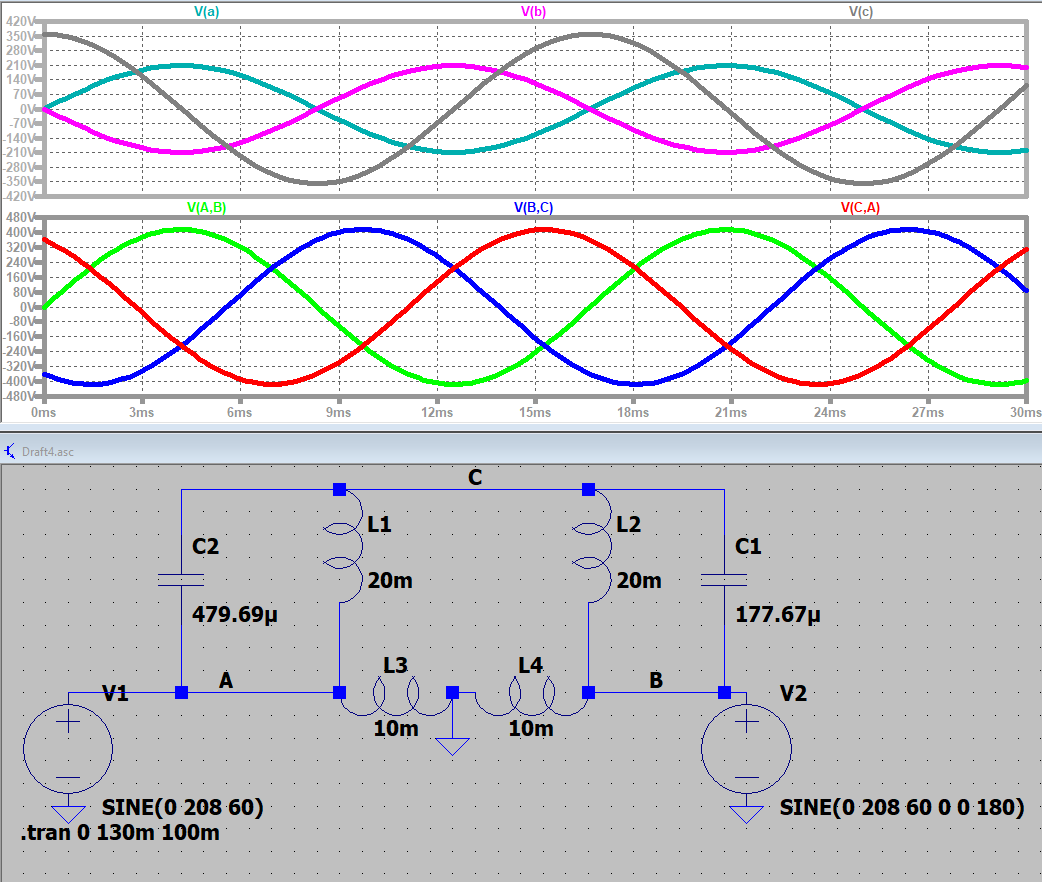 V(a) V(b) V(c)
420V
350V
280V
210V
140V
70V
0V
-70V
-140V
-210V
-280V
-350V
-420V
V(A,B) V(B,C) V(C,A)
480V
400V
320V
240V
160V
80V
0V
-80V
-160V
-240V
-320V
-400V
-480V
0ms 3ms 6ms 9ms 12ms 15ms 18ms 21ms 24ms 27ms 30ms
Draft4.asc
C
L1 L2
C2 C1
20m 20m
479.69µ 177.67µ
L3 L4
A B
V1 V2
10m 10m
SINE(0 208 60) SINE(0 208 60 0 0 180)
.tran 0 130m 100m